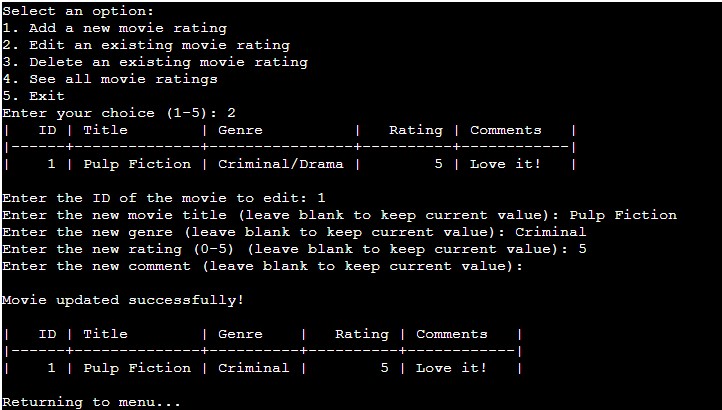 Select an option:
1. Add a new movie rating
2. Edit an existing movie rating
3. Delete an existing movie rating
4. See all movie ratings
5. Exit
Enter your choice (1-5): 2
|   ID | Title        | Genre          |   Rating | Comments   |
|------+--------------+----------------+----------+------------|
|    1 | Pulp Fiction | Criminal/Drama |        5 | Love it!   |
Enter the ID of the movie to edit: 1
Enter the new movie title (leave blank to keep current value): Pulp Fiction
Enter the new genre (leave blank to keep current value): Criminal
Enter the new rating (0-5) (leave blank to keep current value): 5
Enter the new comment (leave blank to keep current value):
Movie updated successfully!
|   ID | Title        | Genre    |   Rating | Comments   |
|------+--------------+----------+----------+------------|
|    1 | Pulp Fiction | Criminal |        5 | Love it!   |
Returning to menu...